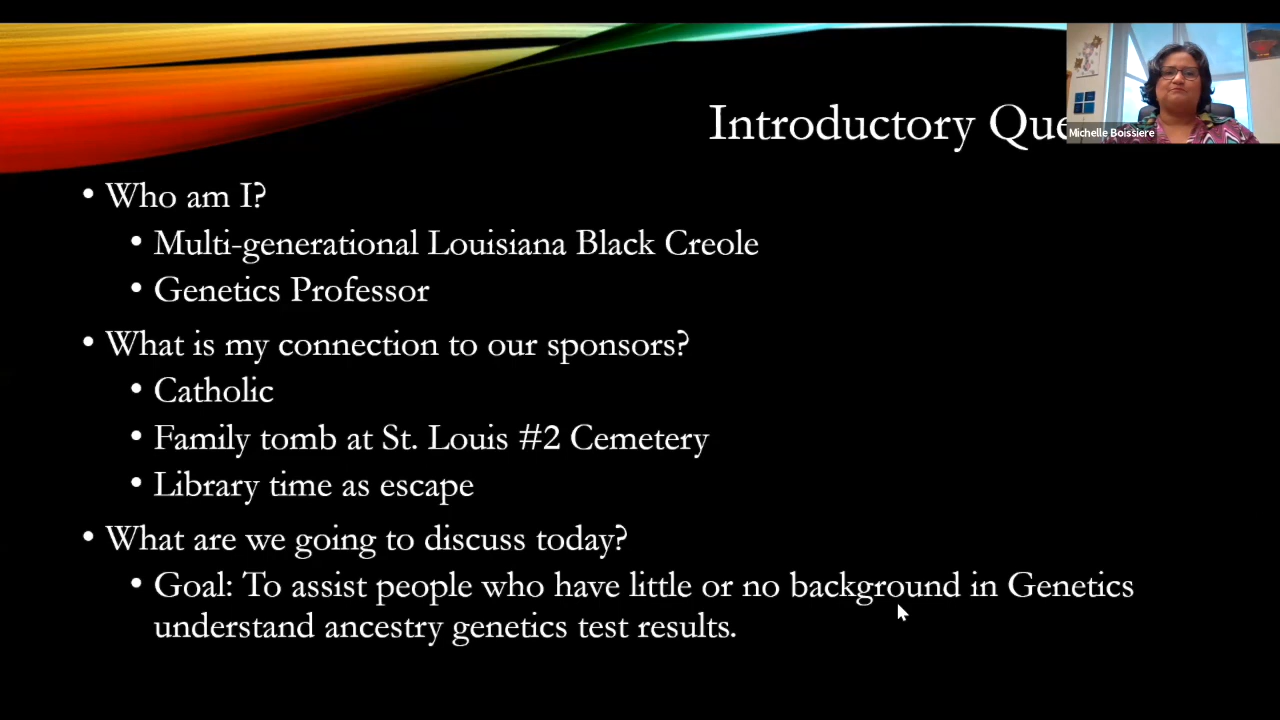 Introductory Que
Michelle Boissiere
• Who am I?
• Multi-generational Louisiana Black Creole
• Genetics Professor
• What is my connection to our sponsors?
• Catholic
• Family tomb at St. Louis #2 Cemetery
• Library time as escape
• What are we going to discuss today?
• Goal: To assist people who have little or no background in Genetics
understand ancestry genetics test results.